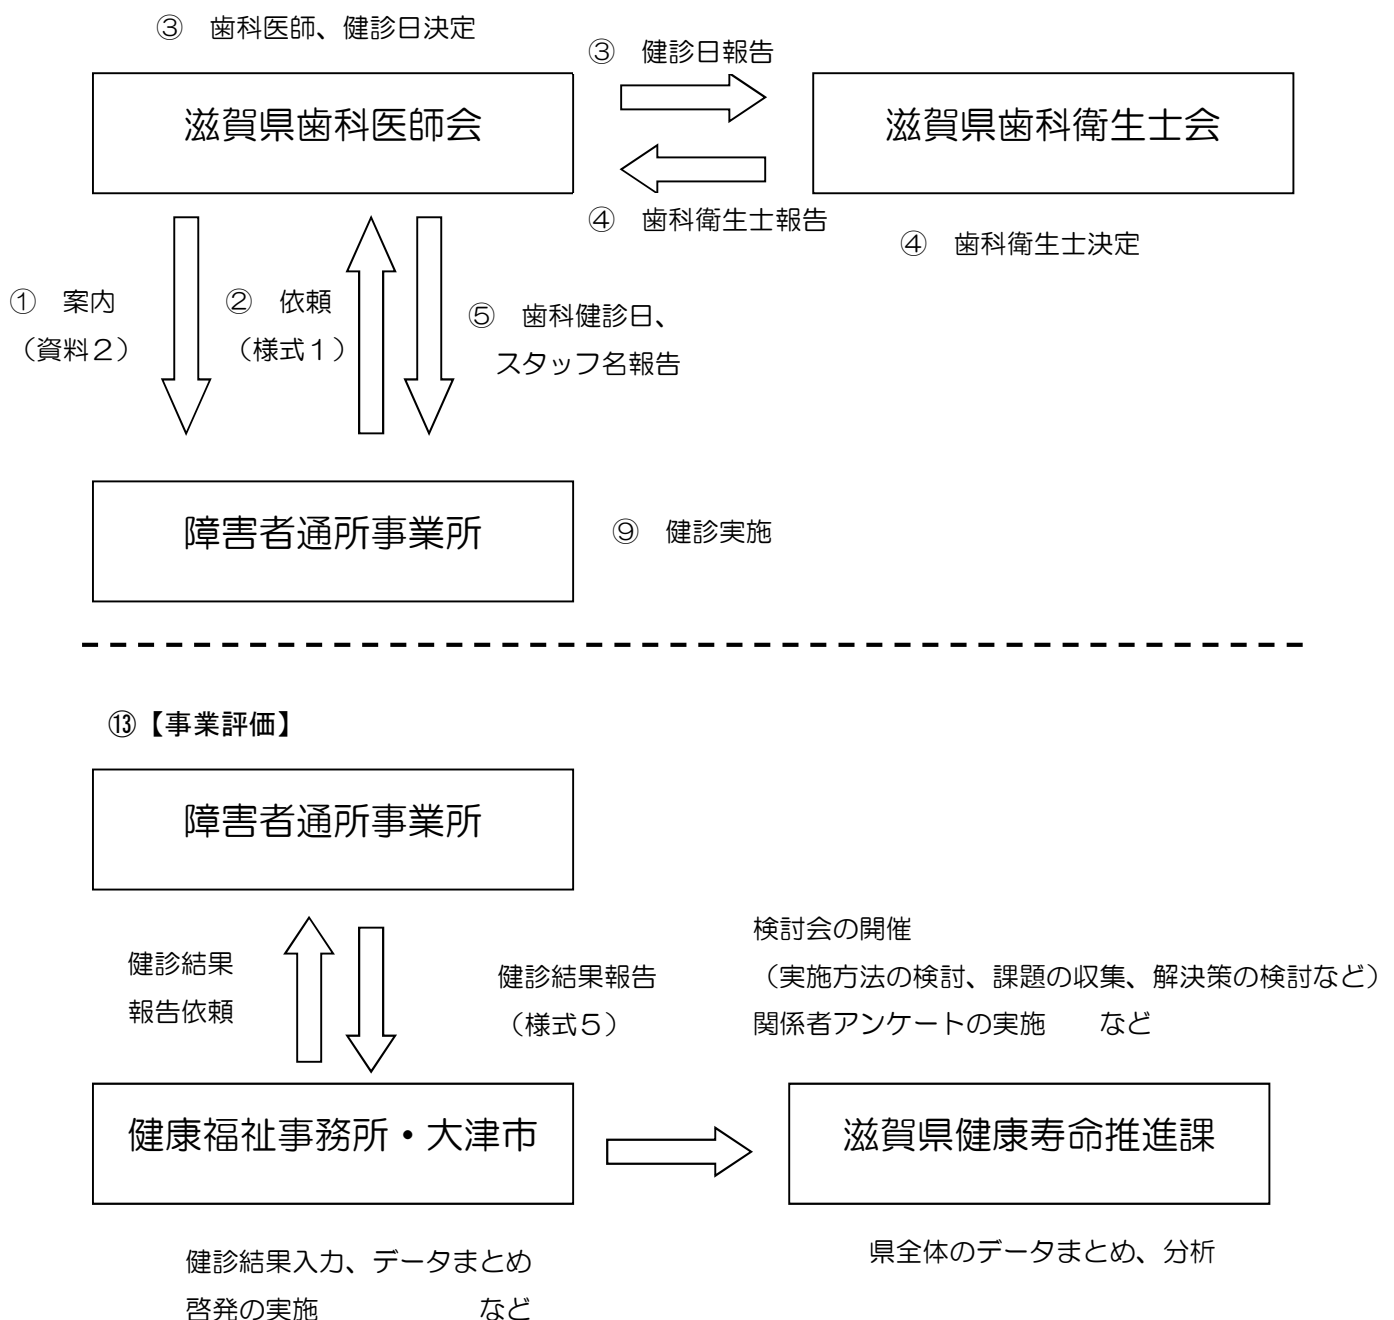 ③　歯科医師、健診日決定
③　健診日報告
滋賀県歯科医師会
滋賀県歯科衛生士会
④　歯科衛生士報告
④　歯科衛生士決定
①　案内
（資料２）
②　依頼
（様式１）
⑤　歯科健診日、
スタッフ名報告
障害者通所事業所
⑨　健診実施
⑬【事業評価】
障害者通所事業所
健診結果
報告依頼
健診結果報告
（様式５）
検討会の開催
（実施方法の検討、課題の収集、解決策の検討など）
関係者アンケートの実施　　など
健康福祉事務所・大津市
滋賀県健康寿命推進課
健診結果入力、データまとめ
啓発の実施　　　　　　など
県全体のデータまとめ、分析